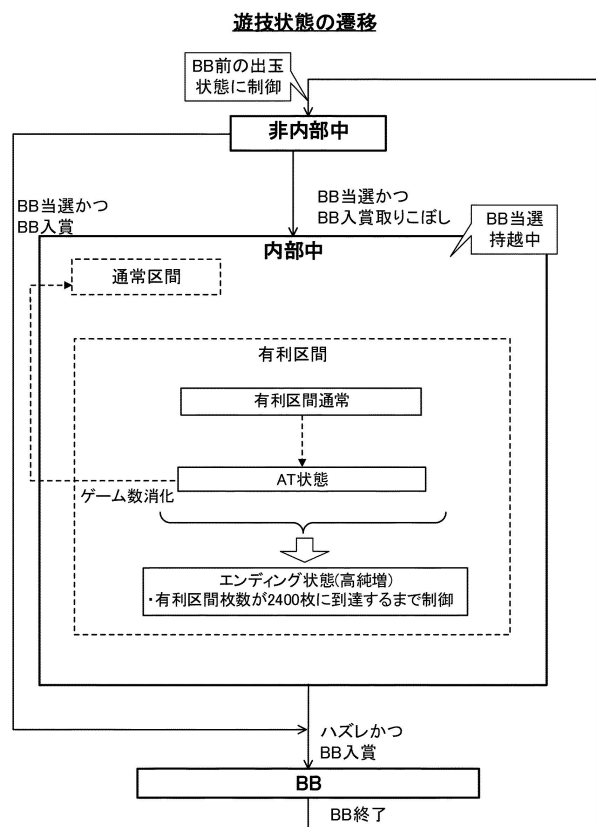 遊技状態の遷移
BB前の出玉
状態に制御
非内部中
BB当選かつ
BB入賞
BB当選かつ
BB入賞取りこぼし
BB当選
持越中
内部中
通常区間
有利区間
有利区間通常
AT状態
ゲーム数消化
エンディング状態(高純増)
・有利区間枚数が2400枚に到達するまで制御
ハズレかつ
BB入賞
BB
BB終了